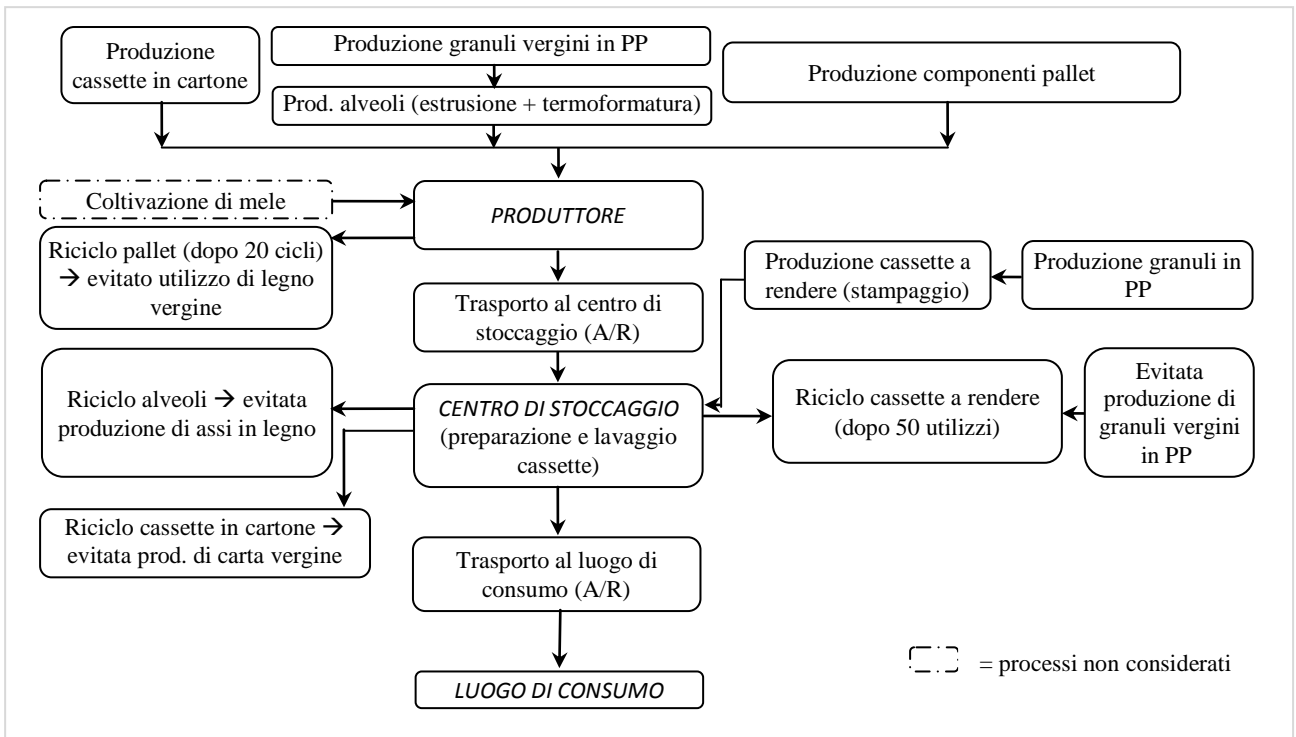 Produzione
cassette in cartone
Produzione granuli vergini in PP
Prod. alveoli (estrusione + termoformatura)
Produzione componenti pallet
Coltivazione di mele
PRODUTTORE
Riciclo pallet (dopo 20 cicli)
→ evitato utilizzo di legno
vergine
Trasporto al centro di
stoccaggio (A/R)
Produzione cassette a
rendere (stampaggio)
Produzione granuli in
PP
Riciclo alveoli → evitata
produzione di assi in legno
CENTRO DI STOCCAGGIO
(preparazione e lavaggio
cassette)
Riciclo cassette a rendere
(dopo 50 utilizzi)
Evitata
produzione di
granuli vergini
in PP
Riciclo cassette in cartone →
evitata prod. di carta vergine
Trasporto al luogo di
consumo (A/R)
LUOGO DI CONSUMO
= processi non considerati